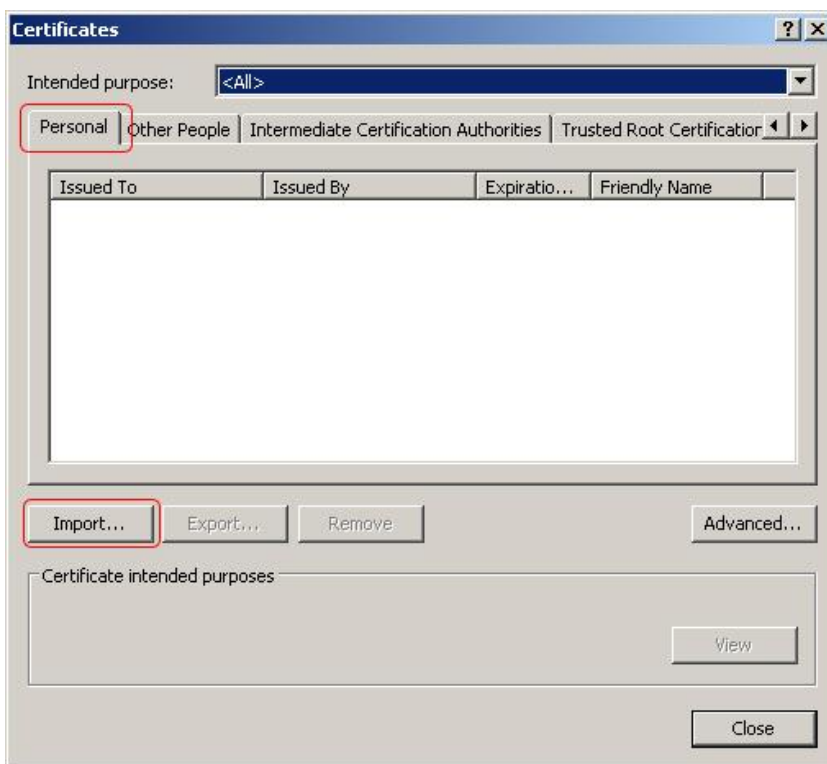 Certificates
Intended purpose: <All>
Personal Other People Intermediate Certification Authorities Trusted Root Certification
Issued To Issued By Expiratio... Friendly Name
Import... Export... Remove Advanced...
Certificate intended purposes
View
Close